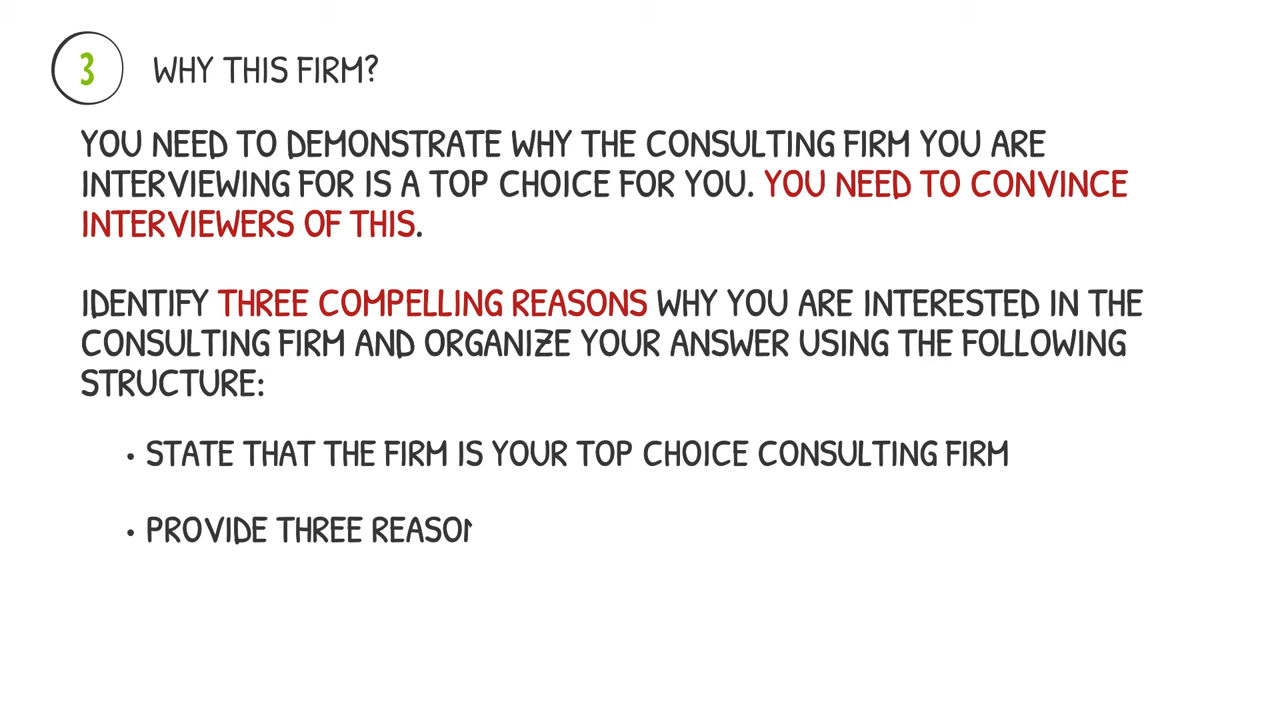 3 WHY THIS FIRM?
YOU NEED TO DEMONSTRATE WHY THE CONSULTING FIRM YOU ARE
INTERVIEWING FOR IS A TOP CHOICE FOR YOU. YOU NEED TO CONVINCE
INTERVIEWERS OF THIS.
IDENTIFY THREE COMPELLING REASONS WHY YOU ARE INTERESTED IN THE
CONSULTING FIRM AND ORGANIZE YOUR ANSWER USING THE FOLLOWING
STRUCTURE:
• STATE THAT THE FIRM IS YOUR TOP CHOICE CONSULTING FIRM
• PROVIDE THREE